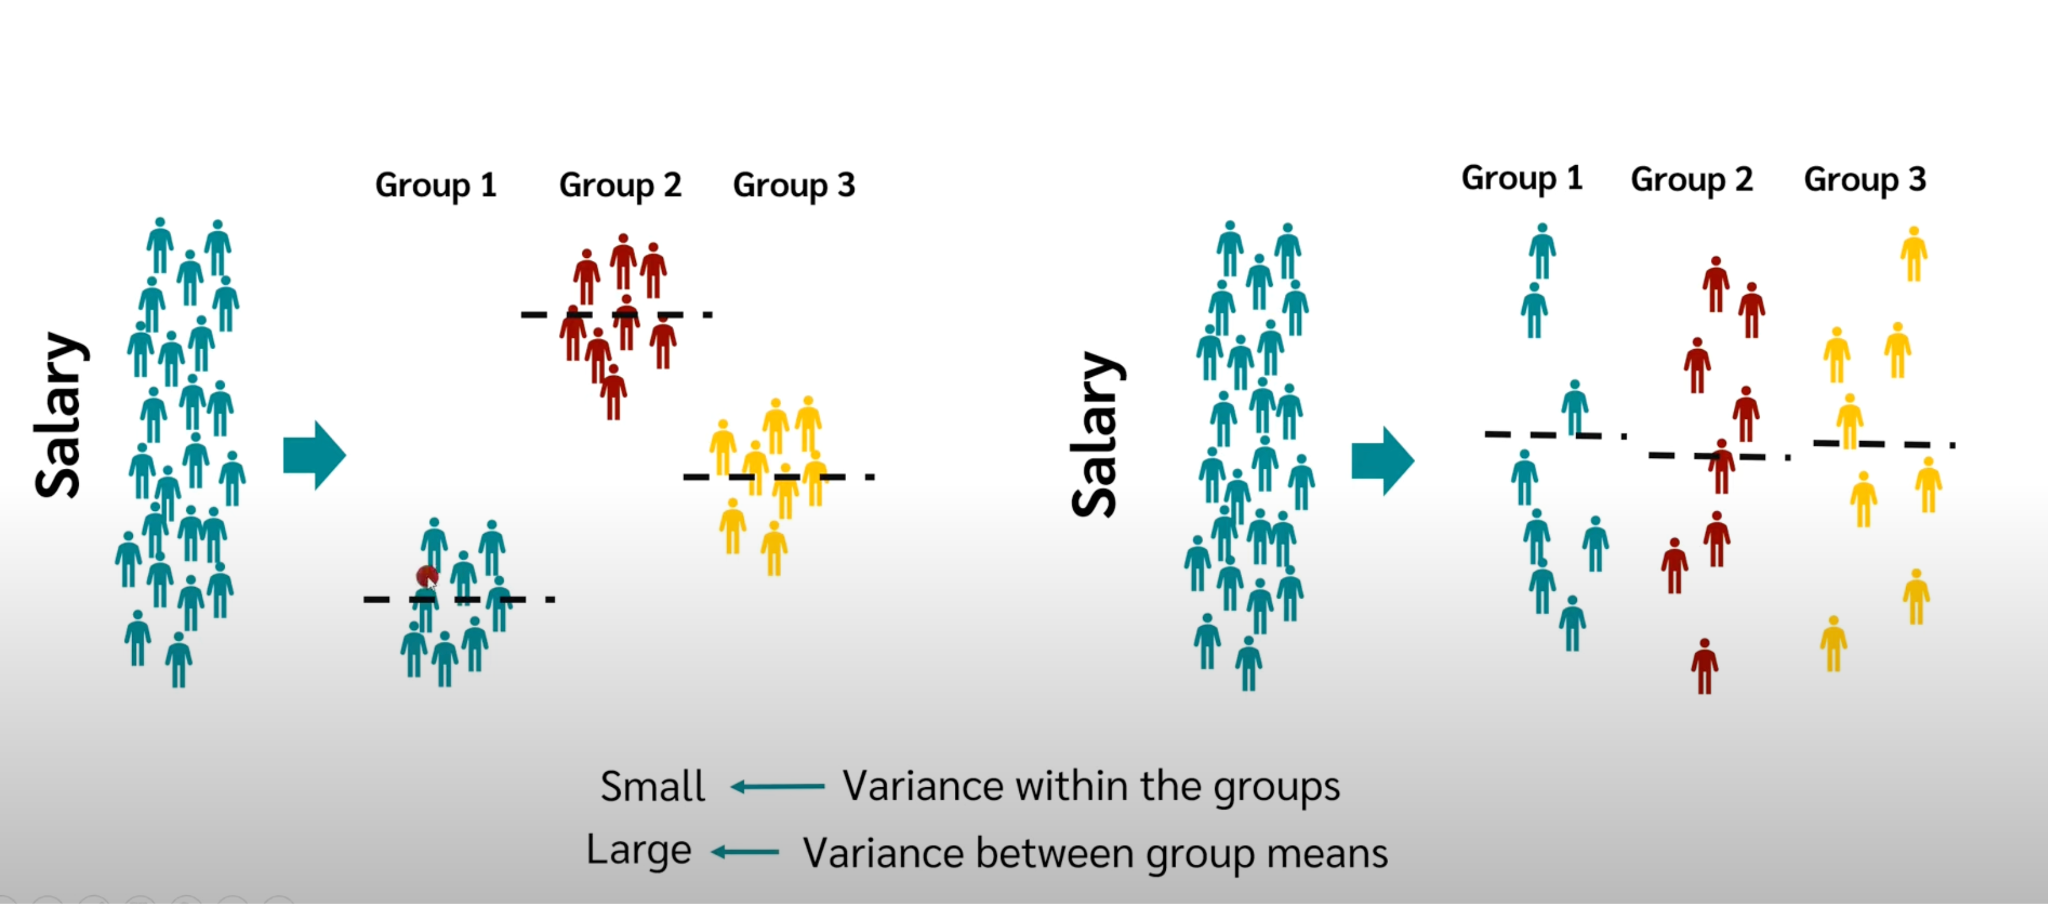 Group 1
Group 2
Group 3
Salary
Group 1
Group 2
Group 3
Salary
Small
Variance within the groups
Large
Variance between group means